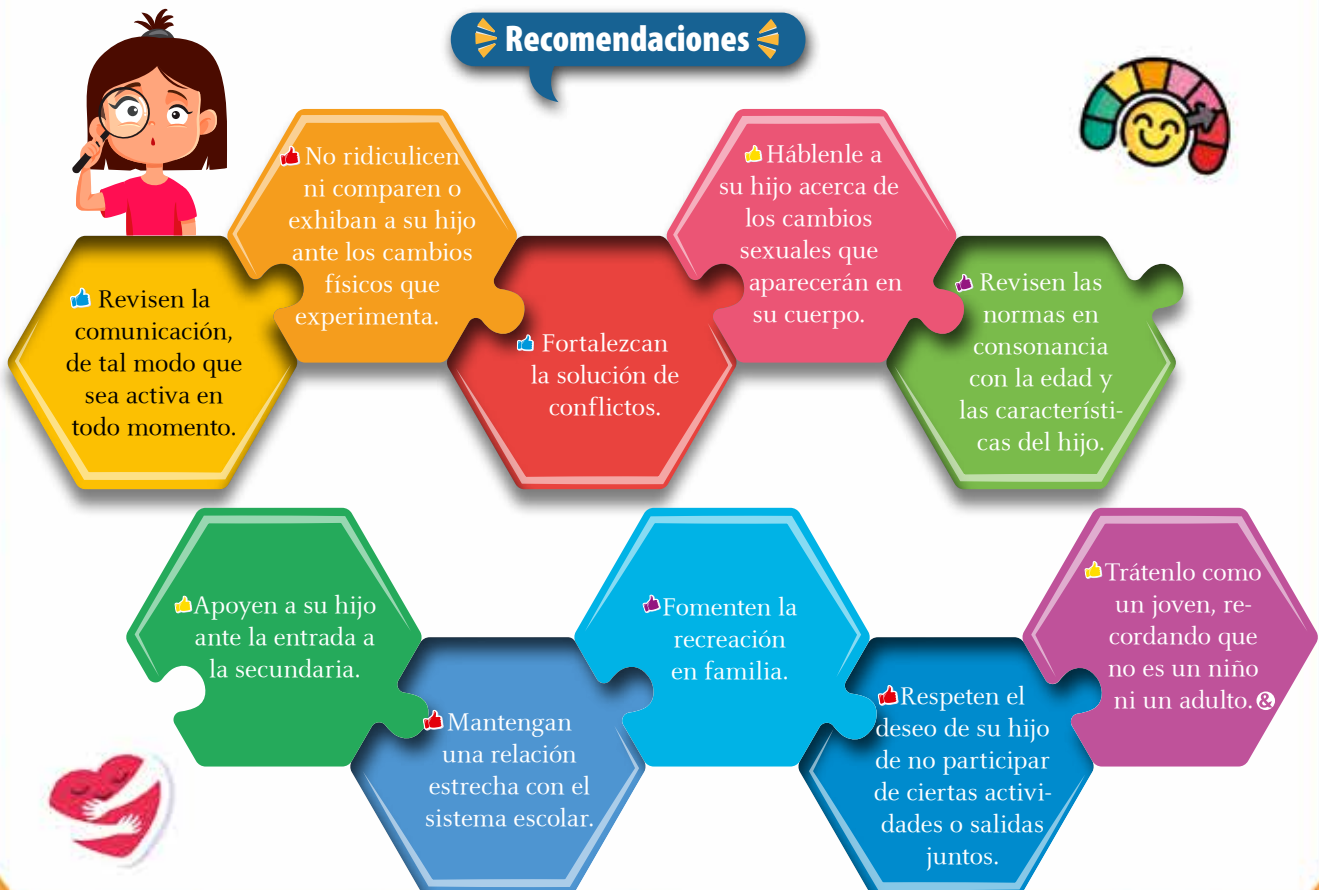 Recomendaciones
Revisen la
comunicación,
de tal modo que
sea activa en
todo momento.
No ridiculicen
ni comparen o
exhiban a su hijo
ante los cambios
físicos que
experimenta.
Fortalezcan
la solución de
conflictos.
Háblenle a
su hijo acerca de
los cambios
sexuales que
aparecerán en
su cuerpo.
Revisen las
normas en
consonancia
con la edad y
las característi-
cas del hijo.
Apoyen a su hijo
ante la entrada a
la secundaria.
Mantengan
una relación
estrecha con el
sistema escolar.
Fomenten la
recreación
en familia.
Respeten el
deseo de su hijo
de no participar
de ciertas activi-
dades o salidas
juntos.
Trátenlo como
un joven, re-
cordando que
no es un niño
ni un adulto. &